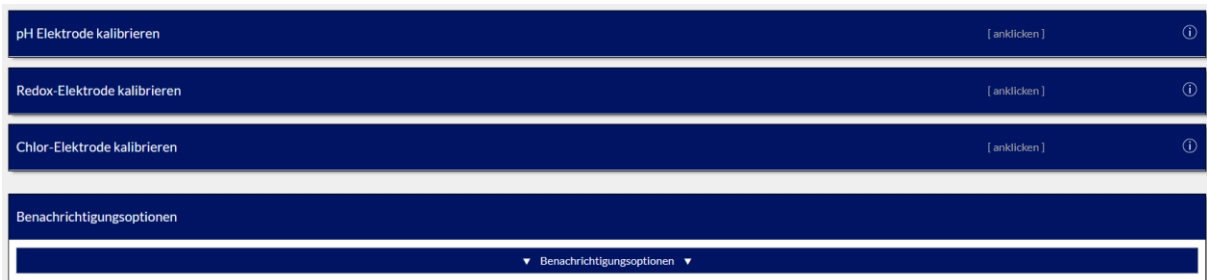 pH Elektrode kalibrieren [ anklicken ] ⓘ
Redox-Elektrode kalibrieren [ anklicken ] ⓘ
Chlor-Elektrode kalibrieren [ anklicken ] ⓘ
Benachrichtigungsoptionen
▼ Benachrichtigungsoptionen ▼